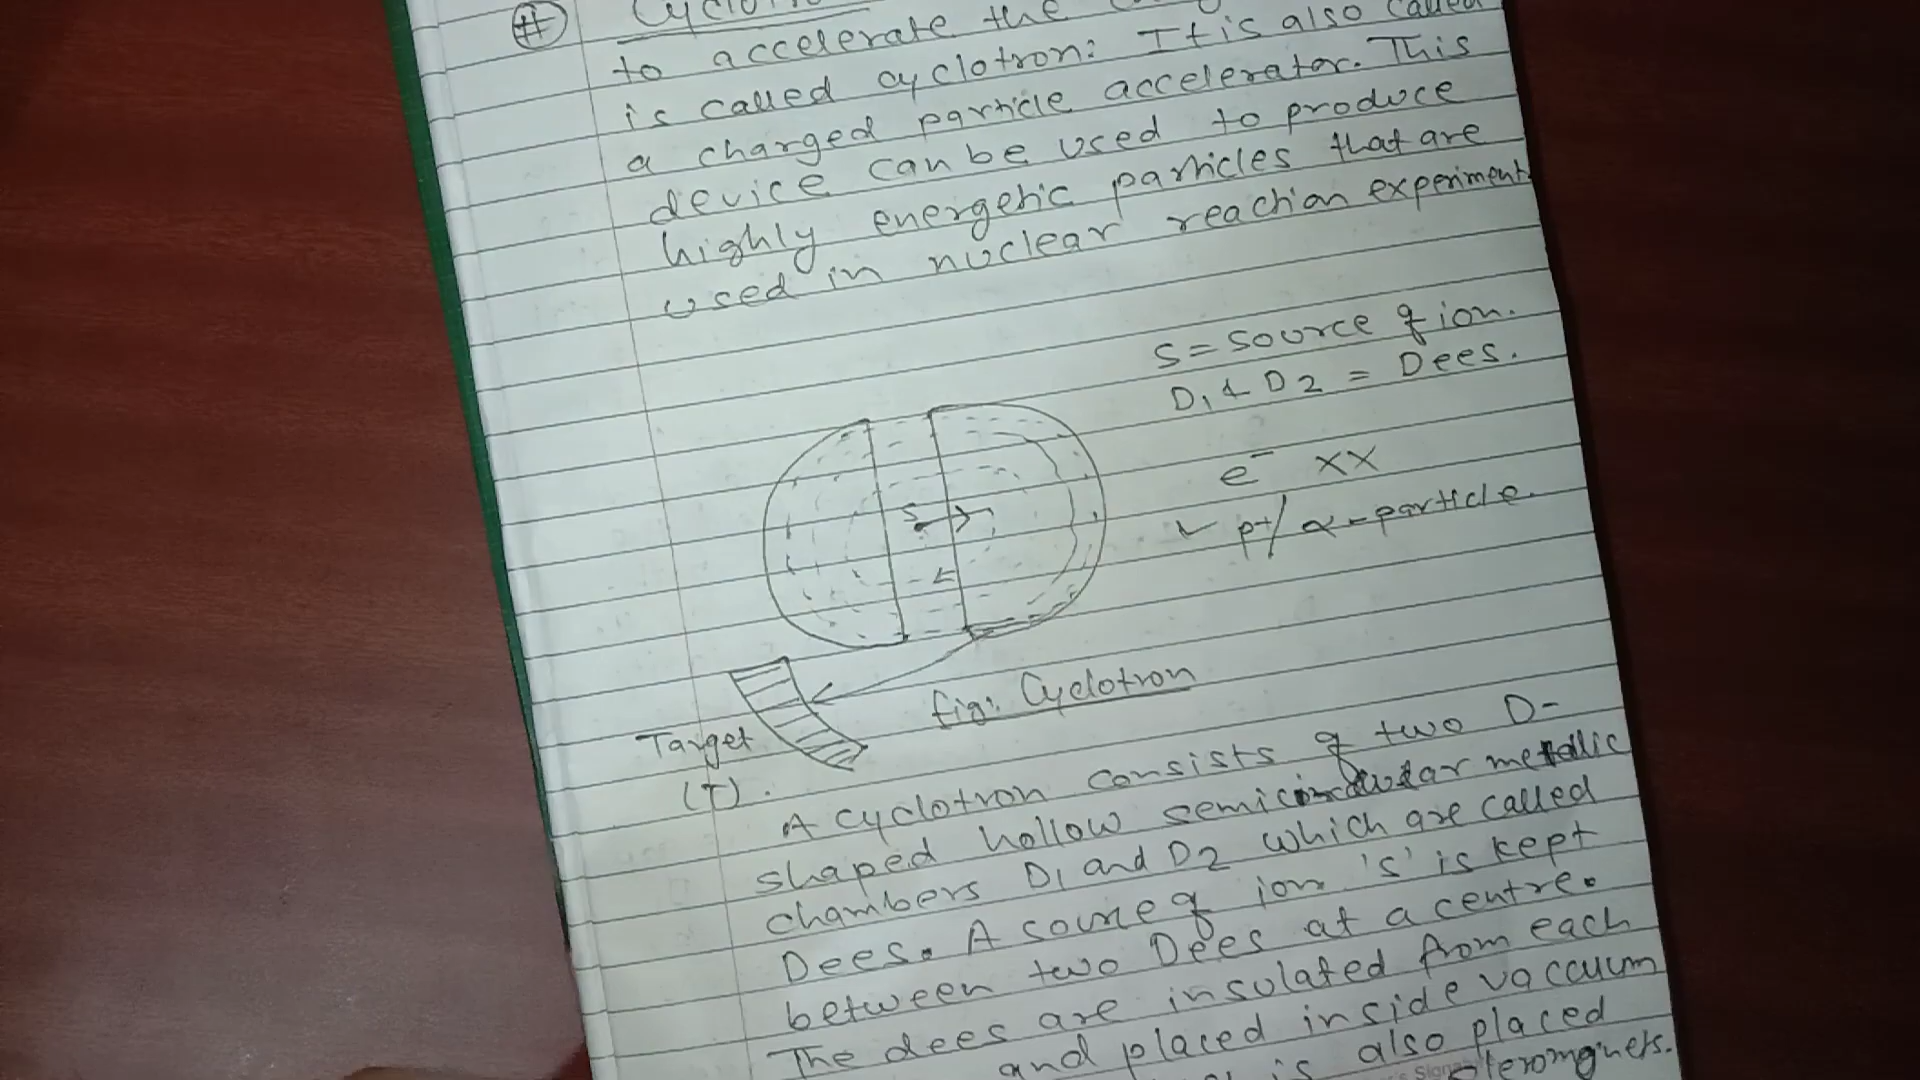 # Cyclotron
to accelerate the
is called cyclotron: It is also called
a charged particle accelerator. This
device can be used to produce
highly energetic particles that are
used in nuclear reaction experiment.
S = source of ion.
D1 & D2 = Dees.
e- xx
✓ p+/ α-particle.
S
Target
(T).
fig: Cyclotron
A cyclotron consists of two D-
shaped hollow semicircular metallic
chambers D1 and D2 which are called
Dees. A source of ion 's' is kept
between two Dees at a centre.
The dees are insulated from each
and placed inside vaccuum
is also placed